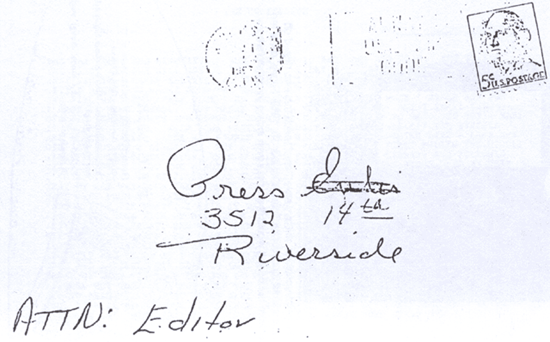 5¢ U.S. POSTAGE
Press
3512 14th
Riverside
ATTN: Editor